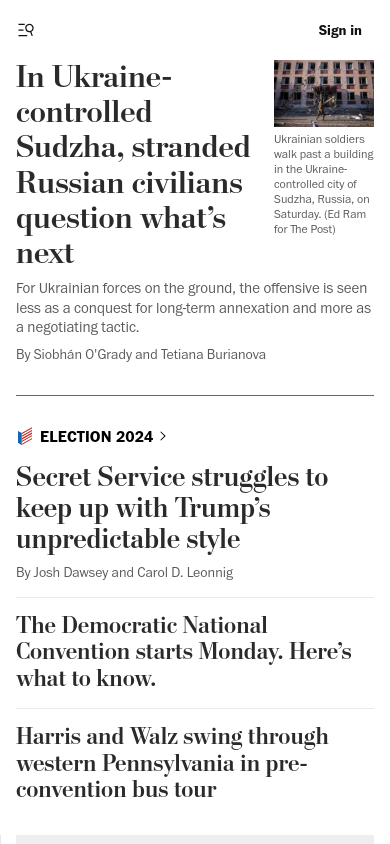 Sign in
In Ukraine-
controlled
Sudzha, stranded
Russian civilians
question what’s
next
Ukrainian soldiers
walk past a building
in the Ukraine-
controlled city of
Sudzha, Russia, on
Saturday. (Ed Ram
for The Post)
For Ukrainian forces on the ground, the offensive is seen
less as a conquest for long-term annexation and more as
a negotiating tactic.
By Siobhán O'Grady and Tetiana Burianova
ELECTION 2024
Secret Service struggles to
keep up with Trump’s
unpredictable style
By Josh Dawsey and Carol D. Leonnig
The Democratic National
Convention starts Monday. Here’s
what to know.
Harris and Walz swing through
western Pennsylvania in pre-
convention bus tour